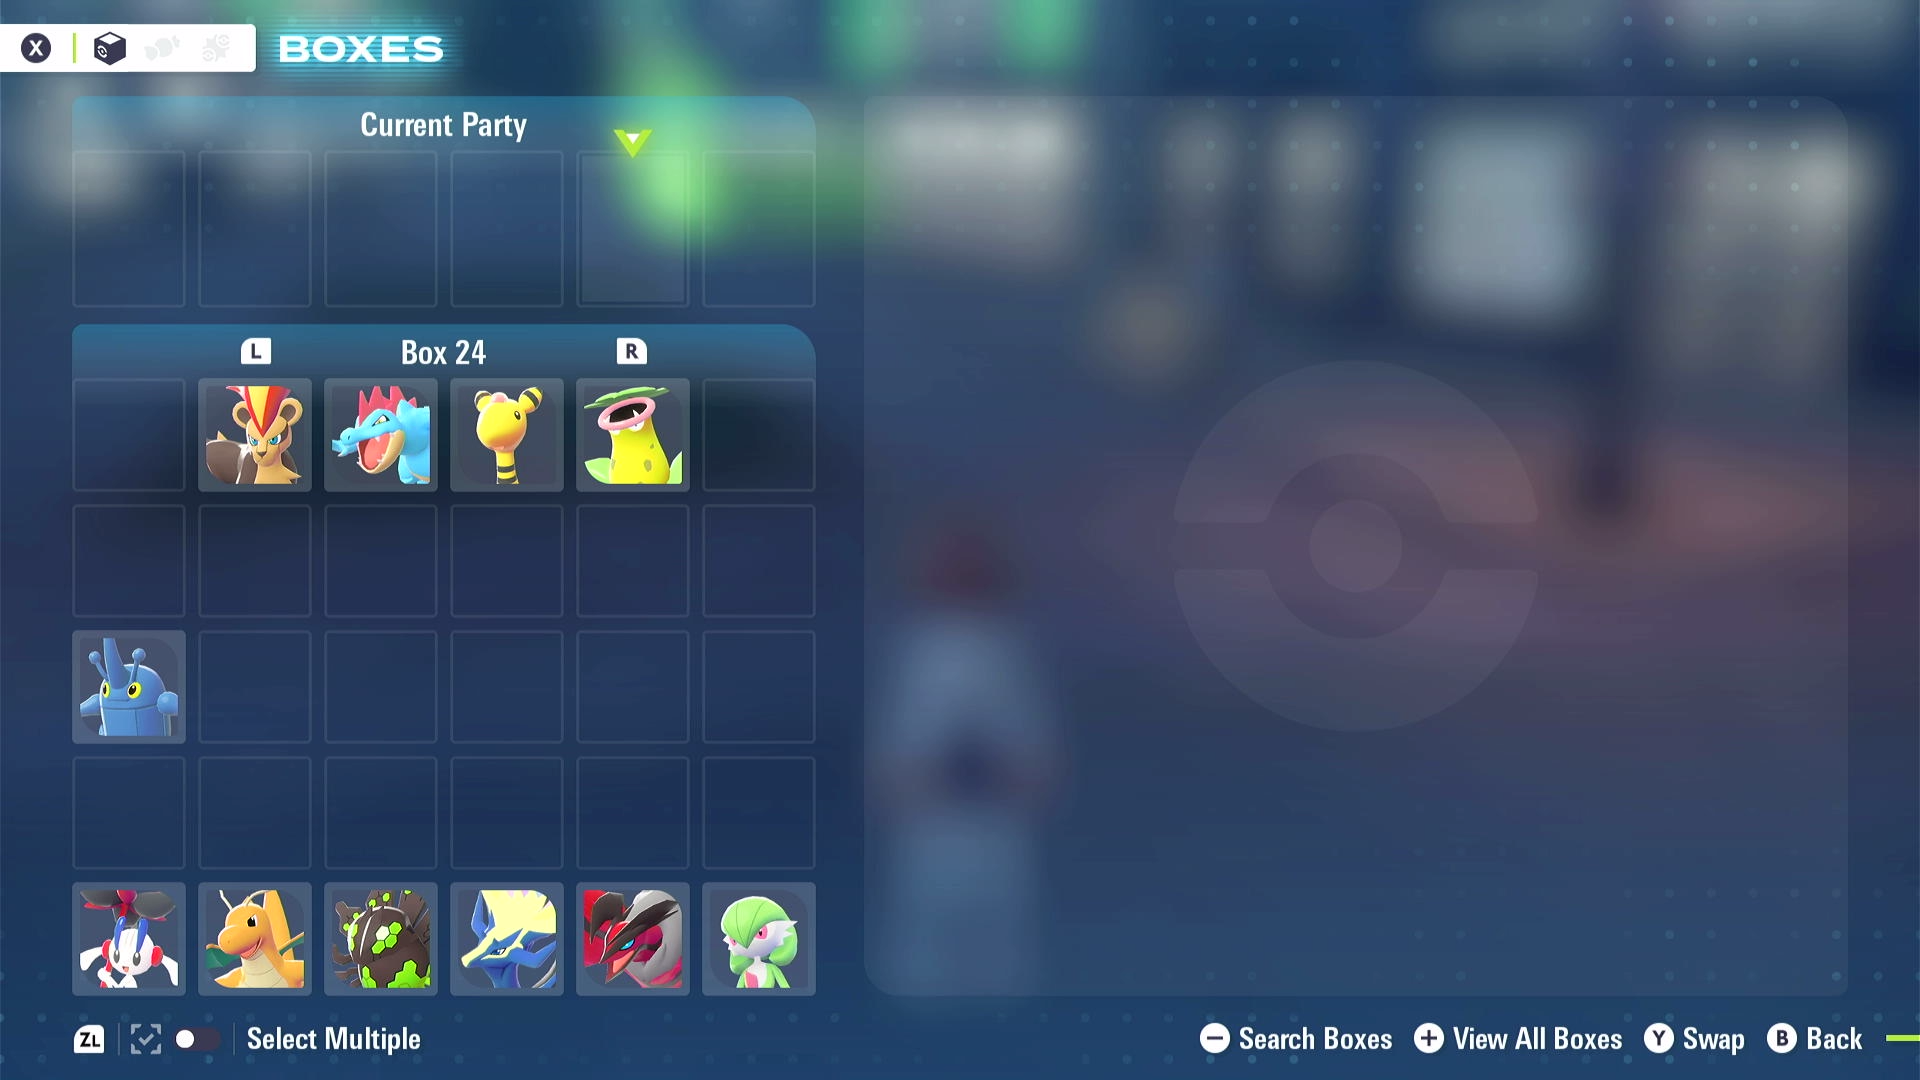 X BOXES
Current Party
L Box 24 R
ZL Select Multiple
Search Boxes View All Boxes Y Swap B Back